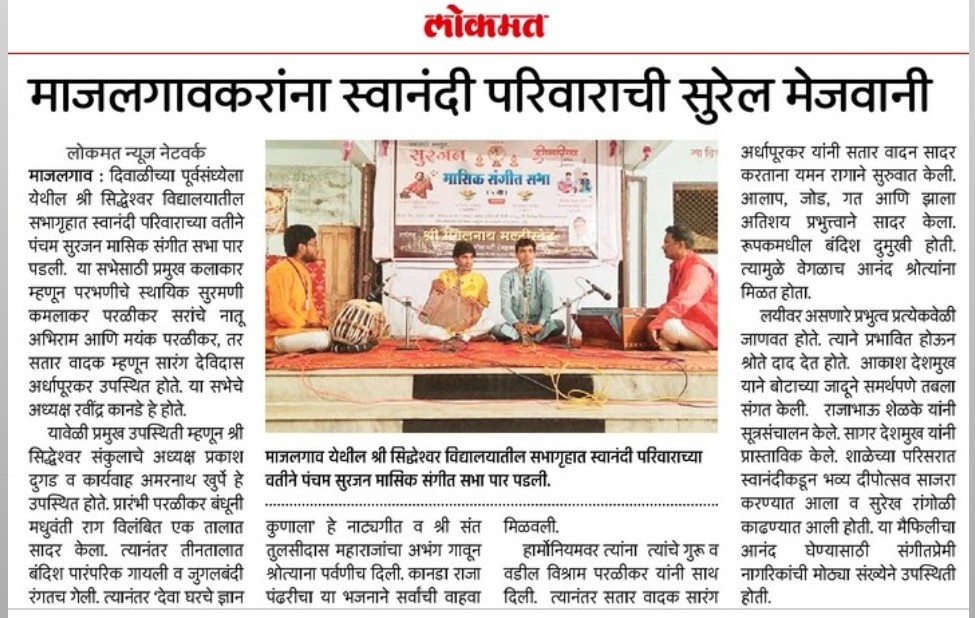 लोकमत
माजलगावकरांना स्वानंदी परिवाराची सुरेल मेजवानी
लोकमत न्यूज नेटवर्क
माजलगाव : दिवाळीच्या पूर्वसंध्येला
येथील श्री सिद्धेश्वर विद्यालयातील
सभागृहात स्वानंदी परिवाराच्या वतीने
पंचम सुरजन मासिक संगीत सभा पार
पडली. या सभेसाठी प्रमुख कलाकार
म्हणून परभणीचे स्थायिक सुरमणी
कमलाकर परळीकर सरांचे नातू
अभिराम आणि मयंक परळीकर, तर
सतार वादक म्हणून सारंग देविदास
अर्धापूरकर उपस्थित होते. या सभेचे
अध्यक्ष रवींद्र कानडे हे होते.
यावेळी प्रमुख उपस्थिती म्हणून श्री
सिद्धेश्वर संकुलाचे अध्यक्ष प्रकाश
दुगड व कार्यवाह अमरनाथ खुर्पे हे
उपस्थित होते. प्रारंभी परळीकर बंधूनी
मधुवंती राग विलंबित एक तालात
सादर केला. त्यानंतर तीनतालात
बंदिश पारंपरिक गायली व जुगलबंदी
रंगतच गेली. त्यानंतर 'देवा घरचे ज्ञान
सुरजन
मासिक संगीत सभा
श्री
माजलगाव येथील श्री सिद्धेश्वर विद्यालयातील सभागृहात स्वानंदी परिवाराच्या
वतीने पंचम सुरजन मासिक संगीत सभा पार पडली.
कुणाला' हे नाट्यगीत व श्री संत
तुलसीदास महाराजांचा अभंग गावून
श्रोत्याना पर्वणीच दिली. कानडा राजा
पंढरीचा या भजनाने सर्वांची वाहवा
मिळवली.
हार्मोनियमवर त्यांना त्यांचे गुरू व
वडील विश्राम परळीकर यांनी साथ
दिली. त्यानंतर सतार वादक सारंग
अर्धापूरकर यांनी सतार वादन सादर
करताना यमन रागाने सुरुवात केली.
आलाप, जोड, गत आणि झाला
अतिशय प्रभुत्त्वाने सादर केला.
रूपकमधील बंदिश दुमुखी होती.
त्यामुळे वेगळाच आनंद श्रोत्यांना
मिळत होता.
लयीवर असणारे प्रभुत्व प्रत्येकवेळी
जाणवत होते. त्याने प्रभावित होऊन
श्रोते दाद देत होते. आकाश देशमुख
याने बोटाच्या जादूने समर्थपणे तबला
संगत केली. राजाभाऊ शेळके यांनी
सूत्रसंचालन केले. सागर देशमुख यांनी
प्रास्ताविक केले. शाळेच्या परिसरात
स्वानंदीकडून भव्य दीपोत्सव साजरा
करण्यात आला व सुरेख रांगोळी
काढण्यात आली होती. या मैफिलीचा
आनंद घेण्यासाठी संगीतप्रेमी
नागरिकांची मोठ्या संख्येने उपस्थिती
होती.